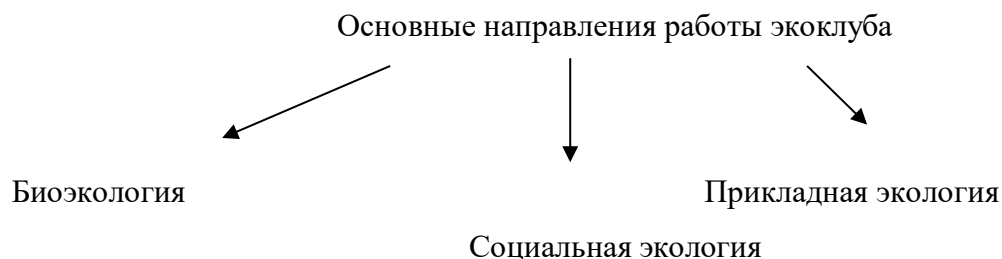 Основные направления работы экоклуба
Биоэкология
Прикладная экология
Социальная экология